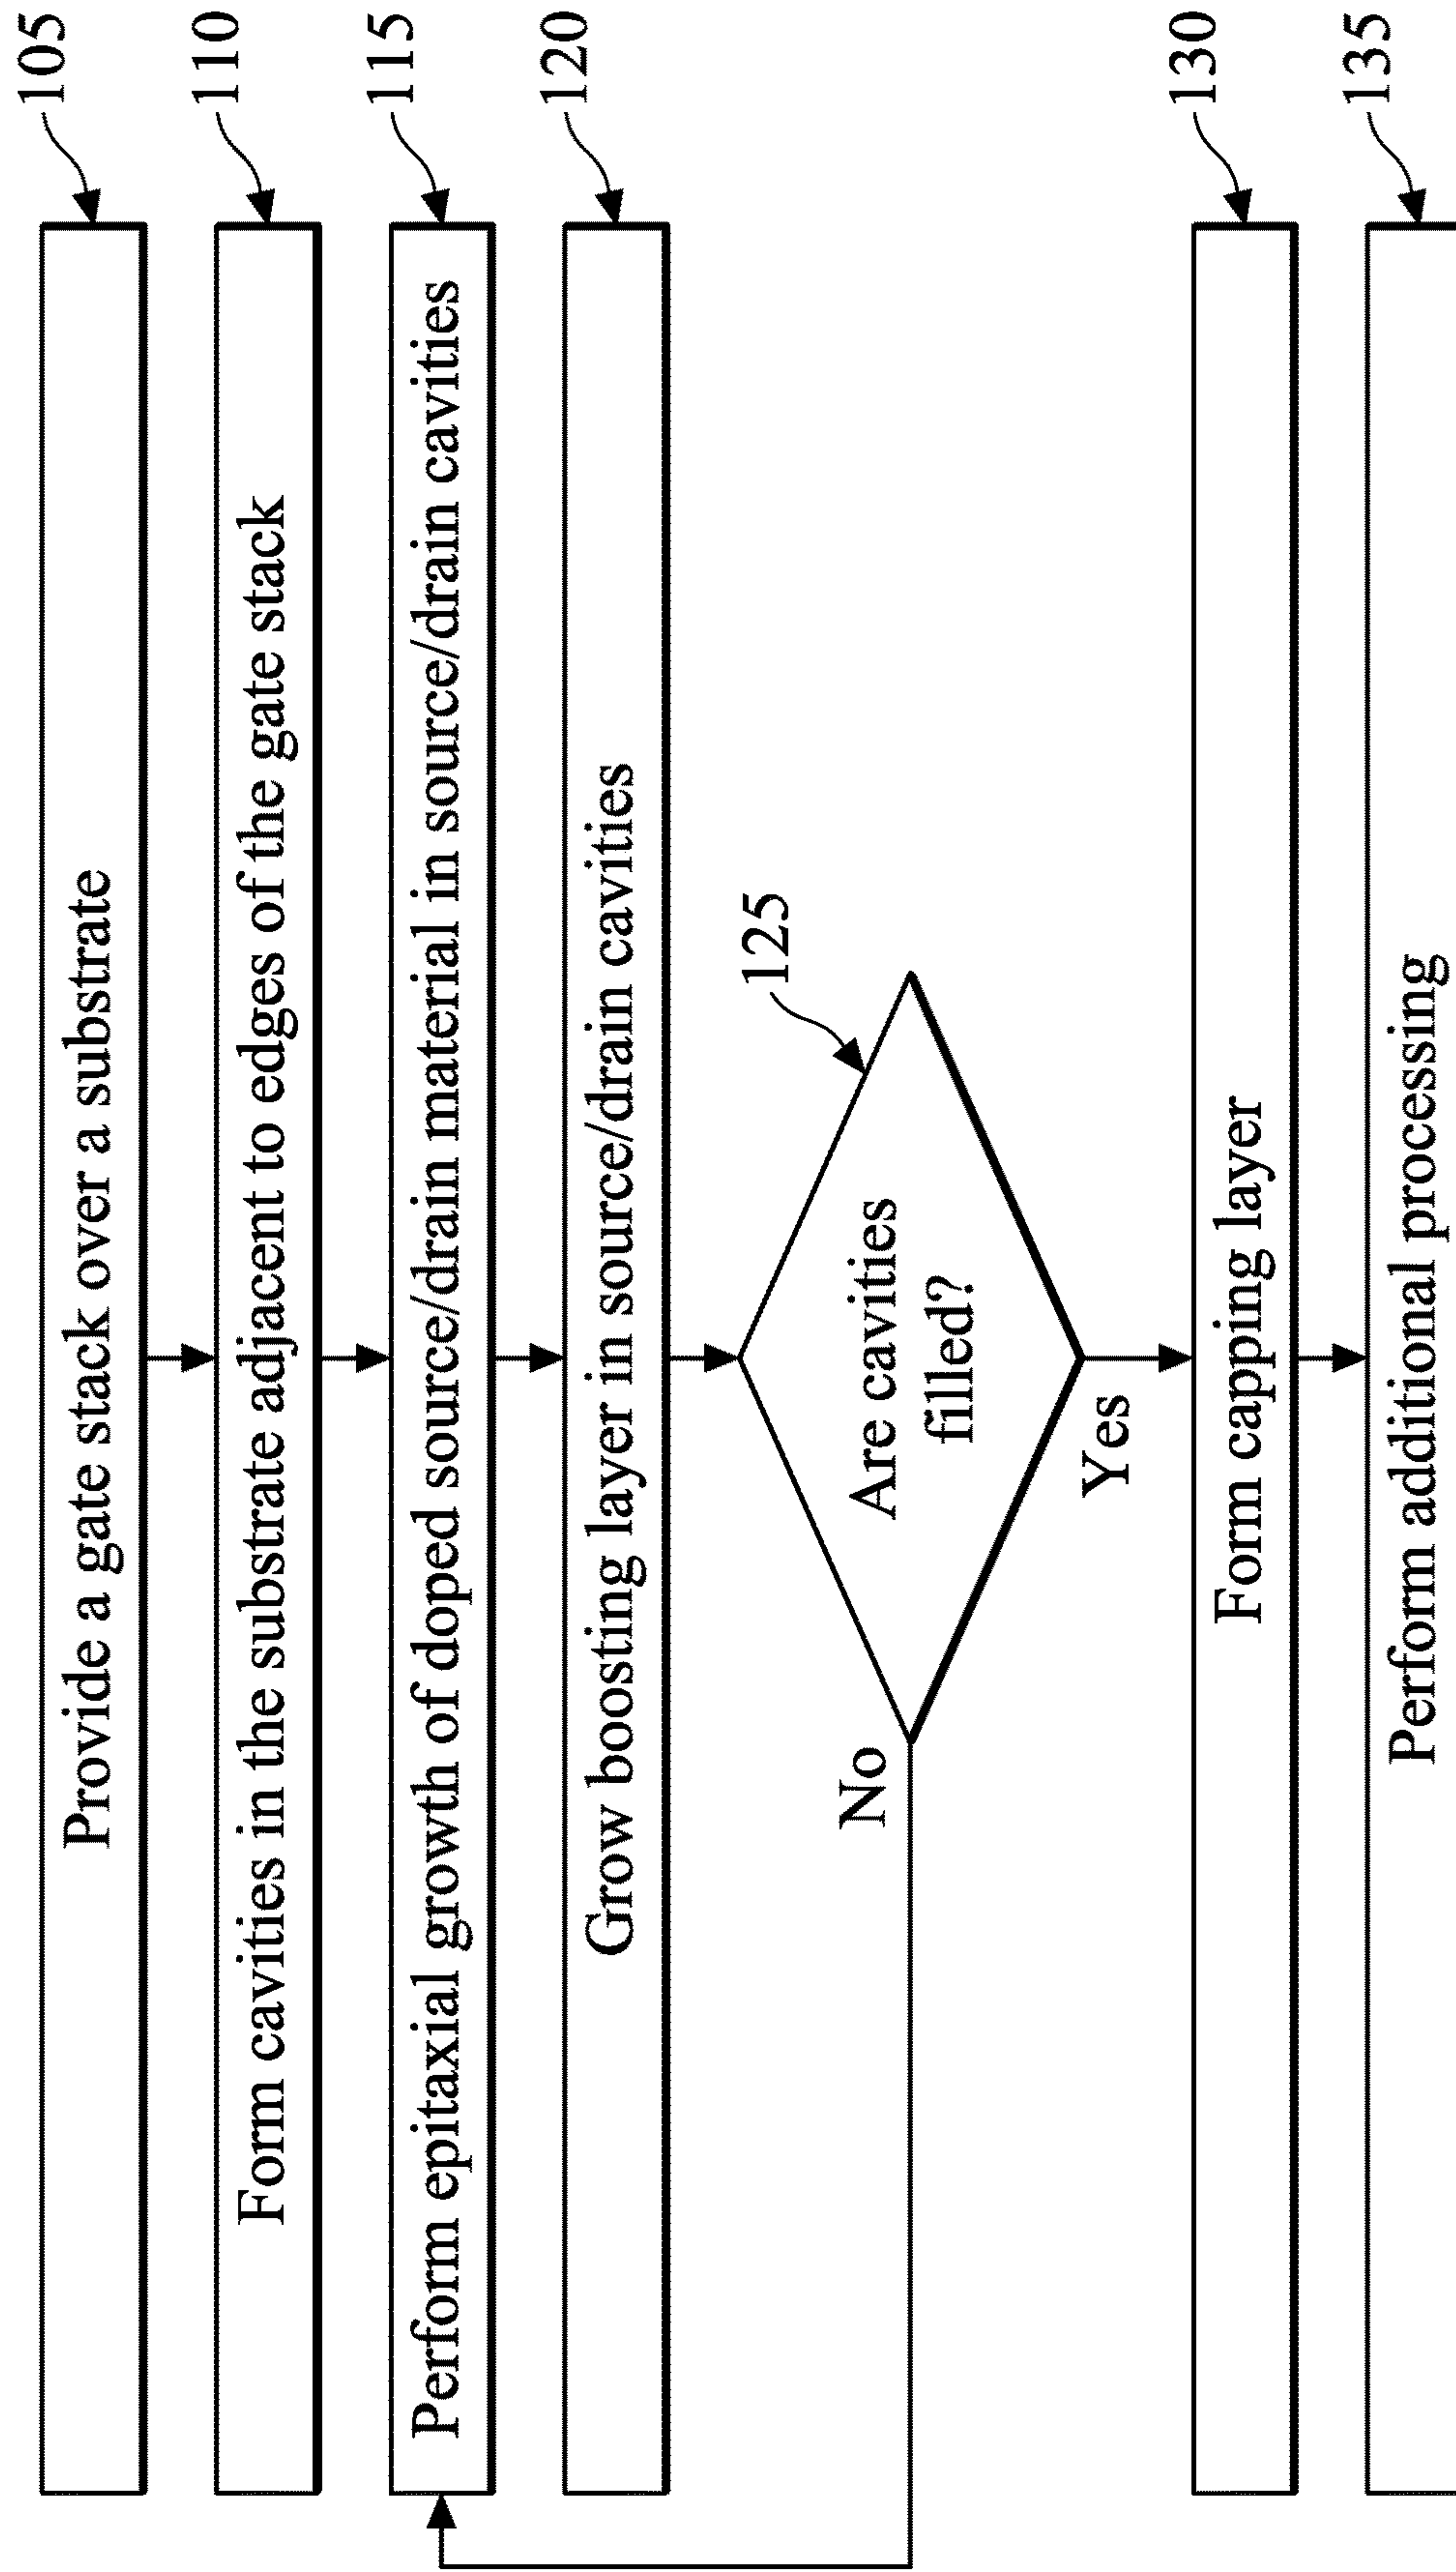 Provide a gate stack over a substrate
105
Form cavities in the substrate adjacent to edges of the gate stack
110
Perform epitaxial growth of doped source/drain material in source/drain cavities
115
Grow boosting layer in source/drain cavities
120
Are cavities
filled?
125
No
Yes
Form capping layer
130
Perform additional processing
135